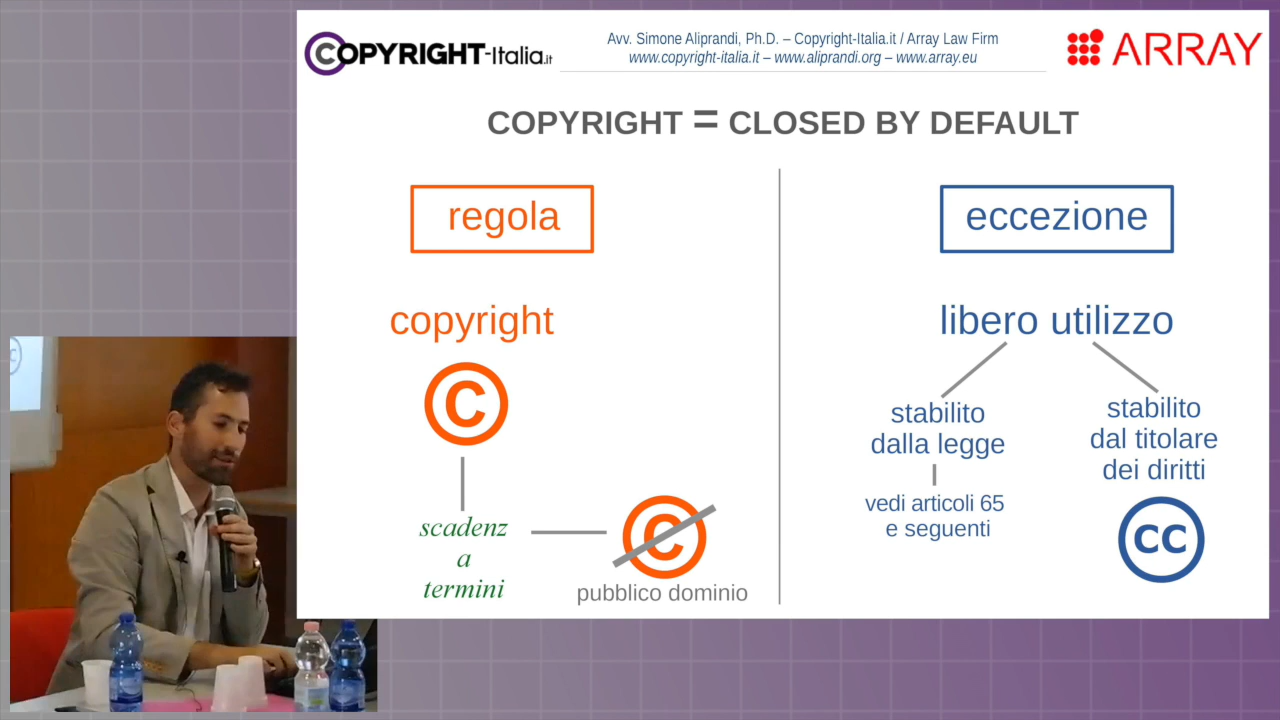 COPYRIGHT-Italia.it
Avv. Simone Aliprandi, Ph.D. – Copyright-Italia.it / Array Law Firm
www.copyright-italia.it – www.aliprandi.org – www.array.eu
ARRAY
COPYRIGHT = CLOSED BY DEFAULT
regola
eccezione
copyright
libero utilizzo
C
stabilito
dalla legge
stabilito
dal titolare
dei diritti
vedi articoli 65
e seguenti
scadenz
a
termini
C
pubblico dominio
CC